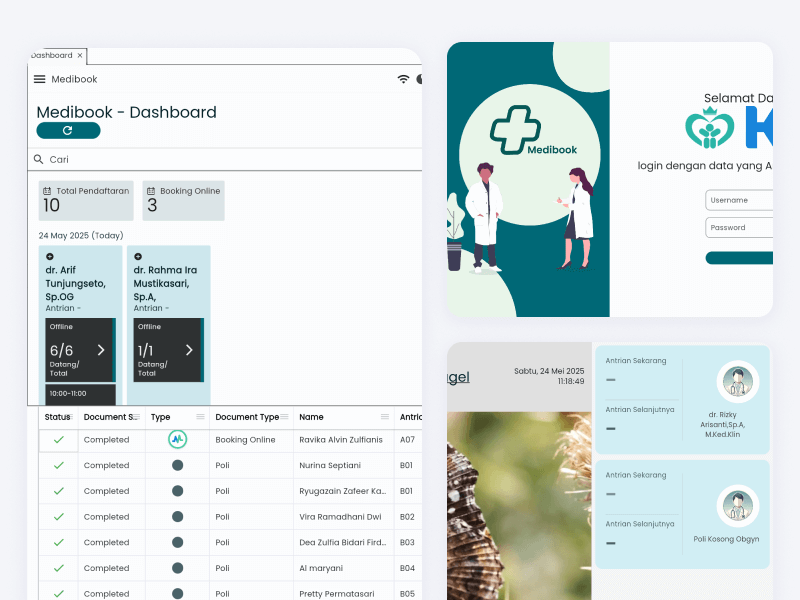 Dashboard ×
Medibook
Medibook - Dashboard
Cari
Total Pendaftaran
10
Booking Online
3
24 May 2025 (Today)
dr. Arif
Tunjungseto,
Sp.OG
Antrian -
Offline
6/6
Datang/
Total
10:00-11:00
dr. Rahma Ira
Mustikasari,
Sp.A,
Antrian -
Offline
1/1
Datang/
Total
Status Document S... Type Document Type Name Antric
Completed Booking Online Ravika Alvin Zulfianis A07
Completed Poli Nurina Septiani B01
Completed Poli Ryugazain Zafeer Ka... B01
Completed Poli Vira Ramadhani Dwi B02
Completed Poli Dea Zulfia Bidari Fird... B03
Completed Poli Al maryani B04
Completed Poli Pretty Permatasari B05
Medibook
Selamat Da
K
login dengan data yang A
Username
Password
gel
Sabtu, 24 Mei 2025
11:18:49
Antrian Sekarang
–
Antrian Selanjutnya
–
dr. Rizky
Arisanti,Sp.A,
M.Ked.Klin
Antrian Sekarang
–
Antrian Selanjutnya
–
Poli Kosong Obgyn